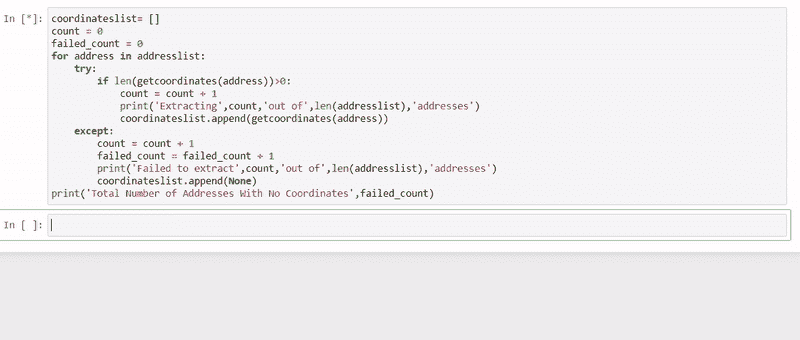 In [*]: coordinateslist= []
count = 0
failed_count = 0
for address in addresslist:
    try:
        if len(getcoordinates(address))>0:
            count = count + 1
            print('Extracting',count,'out of',len(addresslist),'addresses')
            coordinateslist.append(getcoordinates(address))
    except:
        count = count + 1
        failed_count = failed_count + 1
        print('Failed to extract',count,'out of',len(addresslist),'addresses')
        coordinateslist.append(None)
print('Total Number of Addresses With No Coordinates',failed_count)
In [ ]: